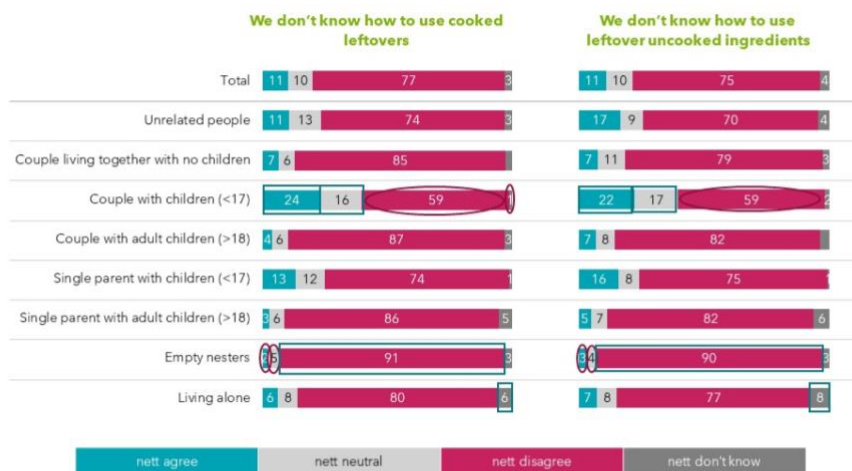 We don't know how to use cooked
leftovers
We don't know how to use
leftover uncooked ingredients
Total 11 10 77 3 11 10 75 4
Unrelated people 11 13 74 3 17 9 70 4
Couple living together with no children 7 6 85 7 11 79 3
Couple with children (<17) 24 16 59 1 22 17 59 2
Couple with adult children (>18) 4 6 87 3 7 8 82
Single parent with children (<17) 13 12 74 1 16 8 75 1
Single parent with adult children (>18) 3 6 86 5 5 7 82 6
Empty nesters 2 5 91 3 3 4 90 3
Living alone 6 8 80 6 7 8 77 8
nett agree nett neutral nett disagree nett don't know